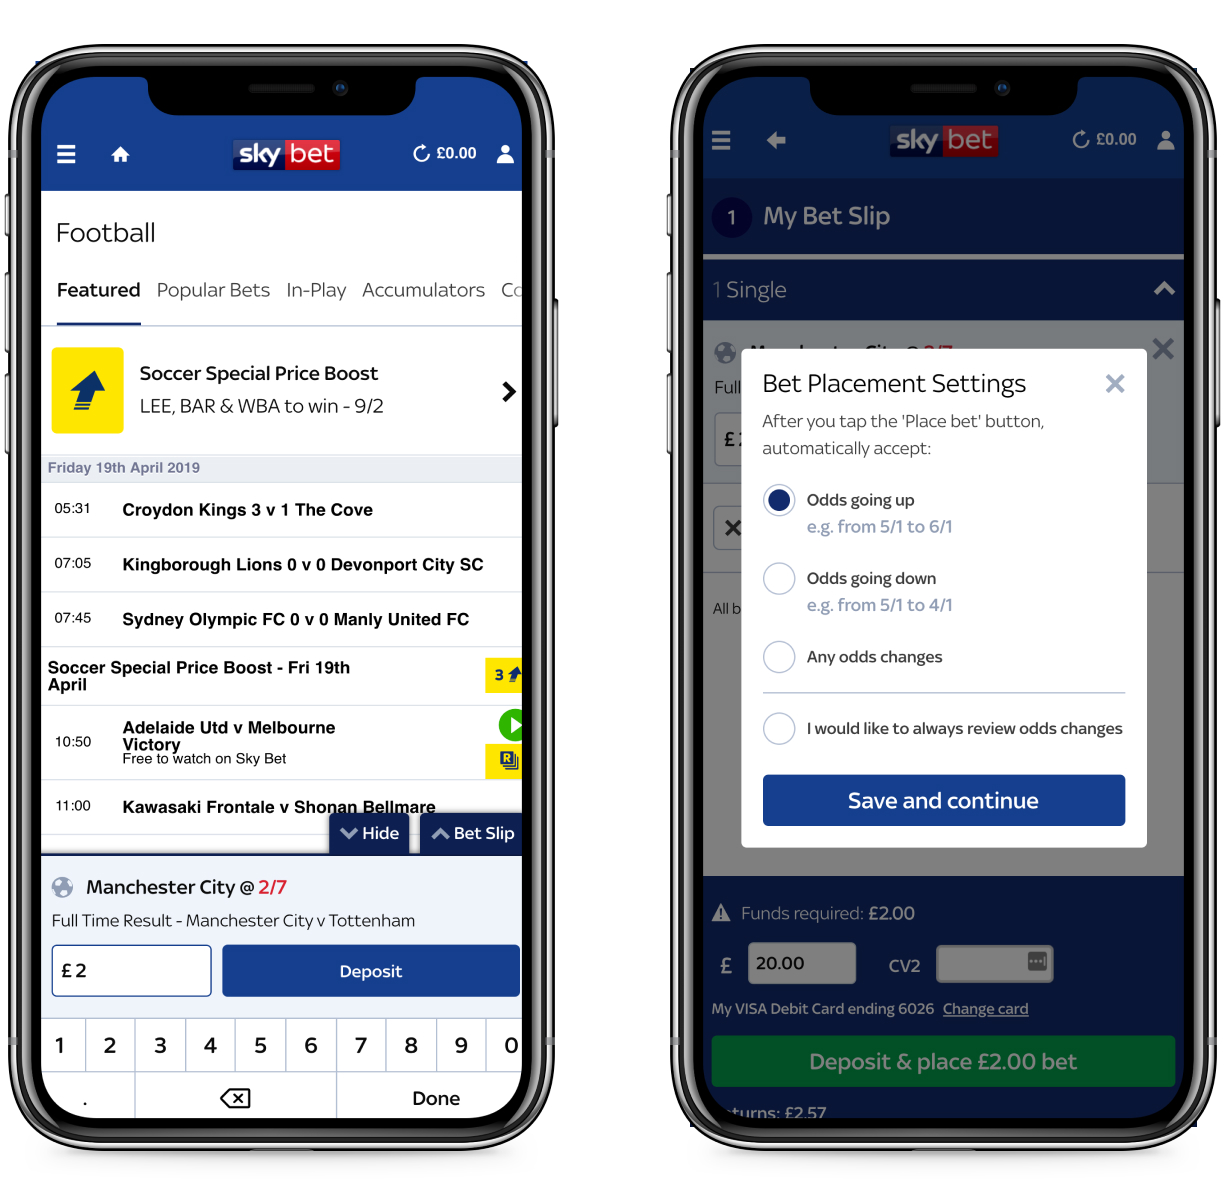 sky bet
£0.00
Football
Featured Popular Bets In-Play Accumulators
Soccer Special Price Boost
LEE, BAR & WBA to win - 9/2
Friday 19th April 2019
05:31 Croydon Kings 3 v 1 The Cove
07:05 Kingborough Lions 0 v 0 Devonport City SC
07:45 Sydney Olympic FC 0 v 0 Manly United FC
Soccer Special Price Boost - Fri 19th
April
3
10:50 Adelaide Utd v Melbourne
Victory
Free to watch on Sky Bet
R
11:00 Kawasaki Frontale v Shonan Bellmare
Hide Bet Slip
Manchester City @ 2/7
Full Time Result - Manchester City v Tottenham
£ 2 Deposit
1 2 3 4 5 6 7 8 9 0
. Done
sky bet
£0.00
1 My Bet Slip
1 Single
Full
£
Bet Placement Settings
After you tap the 'Place bet' button,
automatically accept:
Odds going up
e.g. from 5/1 to 6/1
Odds going down
e.g. from 5/1 to 4/1
All b
Any odds changes
I would like to always review odds changes
Save and continue
Funds required: £2.00
£ 20.00 CV2
My VISA Debit Card ending 6026 Change card
Deposit & place £2.00 bet
turns: £2.57